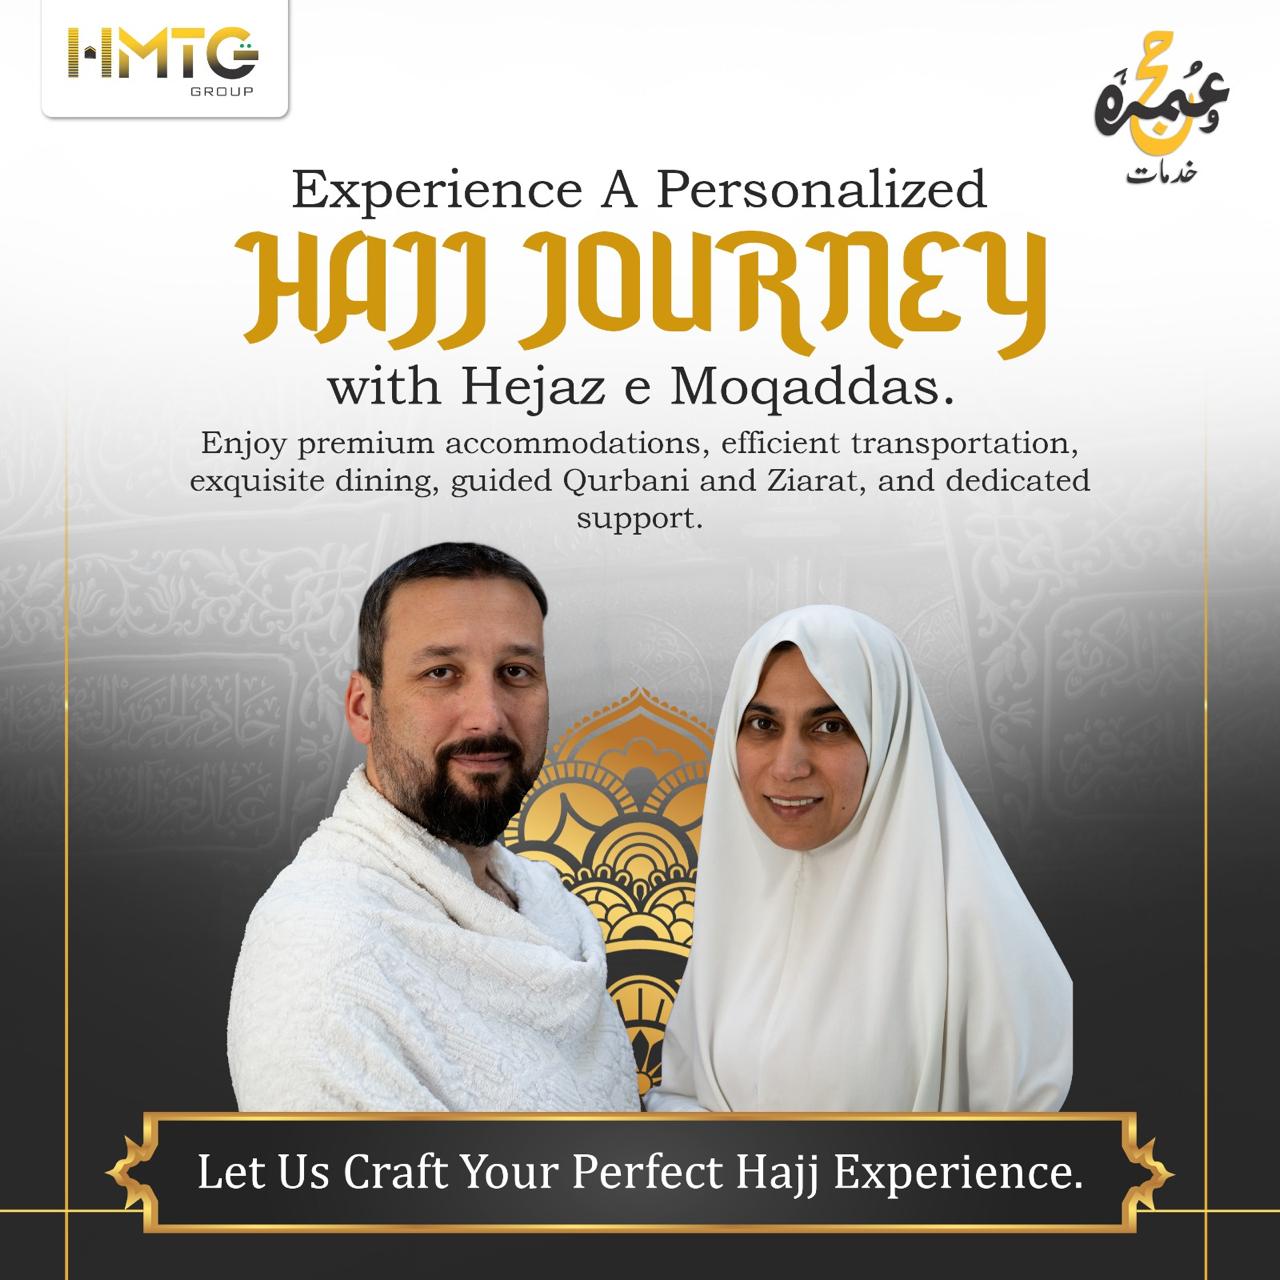 HMTG
GROUP
حج
و عُمرہ
خدمات
Experience A Personalized
HAJJ JOURNEY
with Hejaz e Moqaddas.
Enjoy premium accommodations, efficient transportation,
exquisite dining, guided Qurbani and Ziarat, and dedicated
support.
Let Us Craft Your Perfect Hajj Experience.